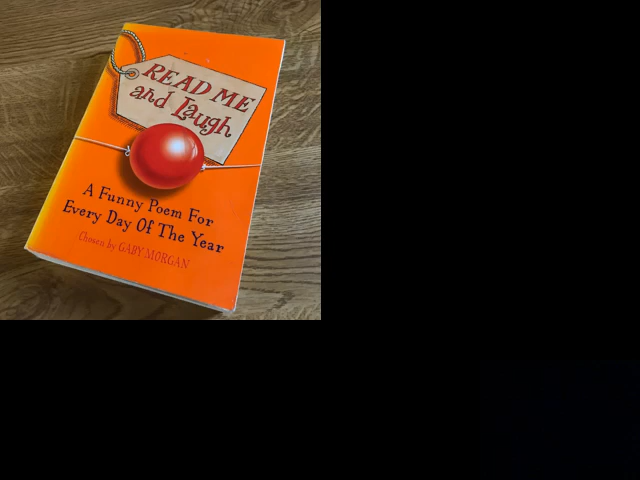 READ ME
and Laugh
A Funny Poem For
Every Day Of The Year
Chosen by GABY MORGAN